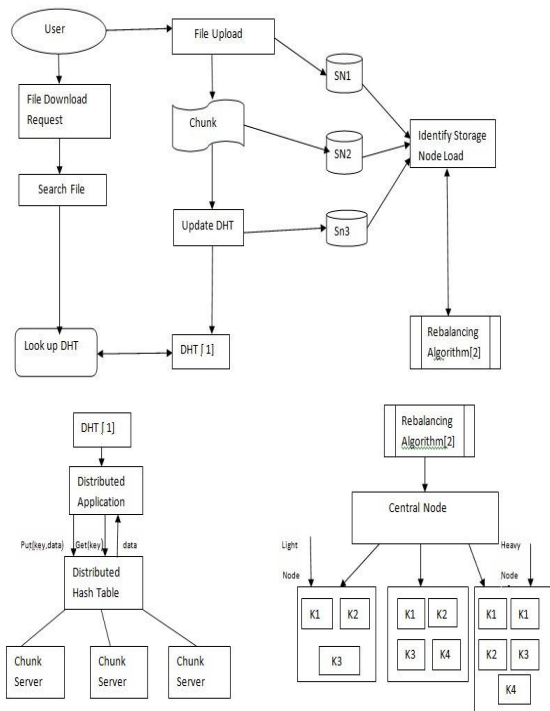 User
File Upload
SN1
File Download
Request
Chunk
SN2
Identify Storage
Node Load
Search File
Update DHT
Sn3
Look up DHT
DHT [ 1]
Rebalancing
Algorithm[2]
DHT [ 1]
Distributed
Application
Put(key,data)
Get(key)
data
Distributed
Hash Table
Chunk
Server
Chunk
Server
Chunk
Server
Rebalancing
Algorithm[2]
Central Node
Light
Node
Heavy
Node
K1
K2
K3
K1
K2
K3
K4
K1
K1
K2
K3
K4